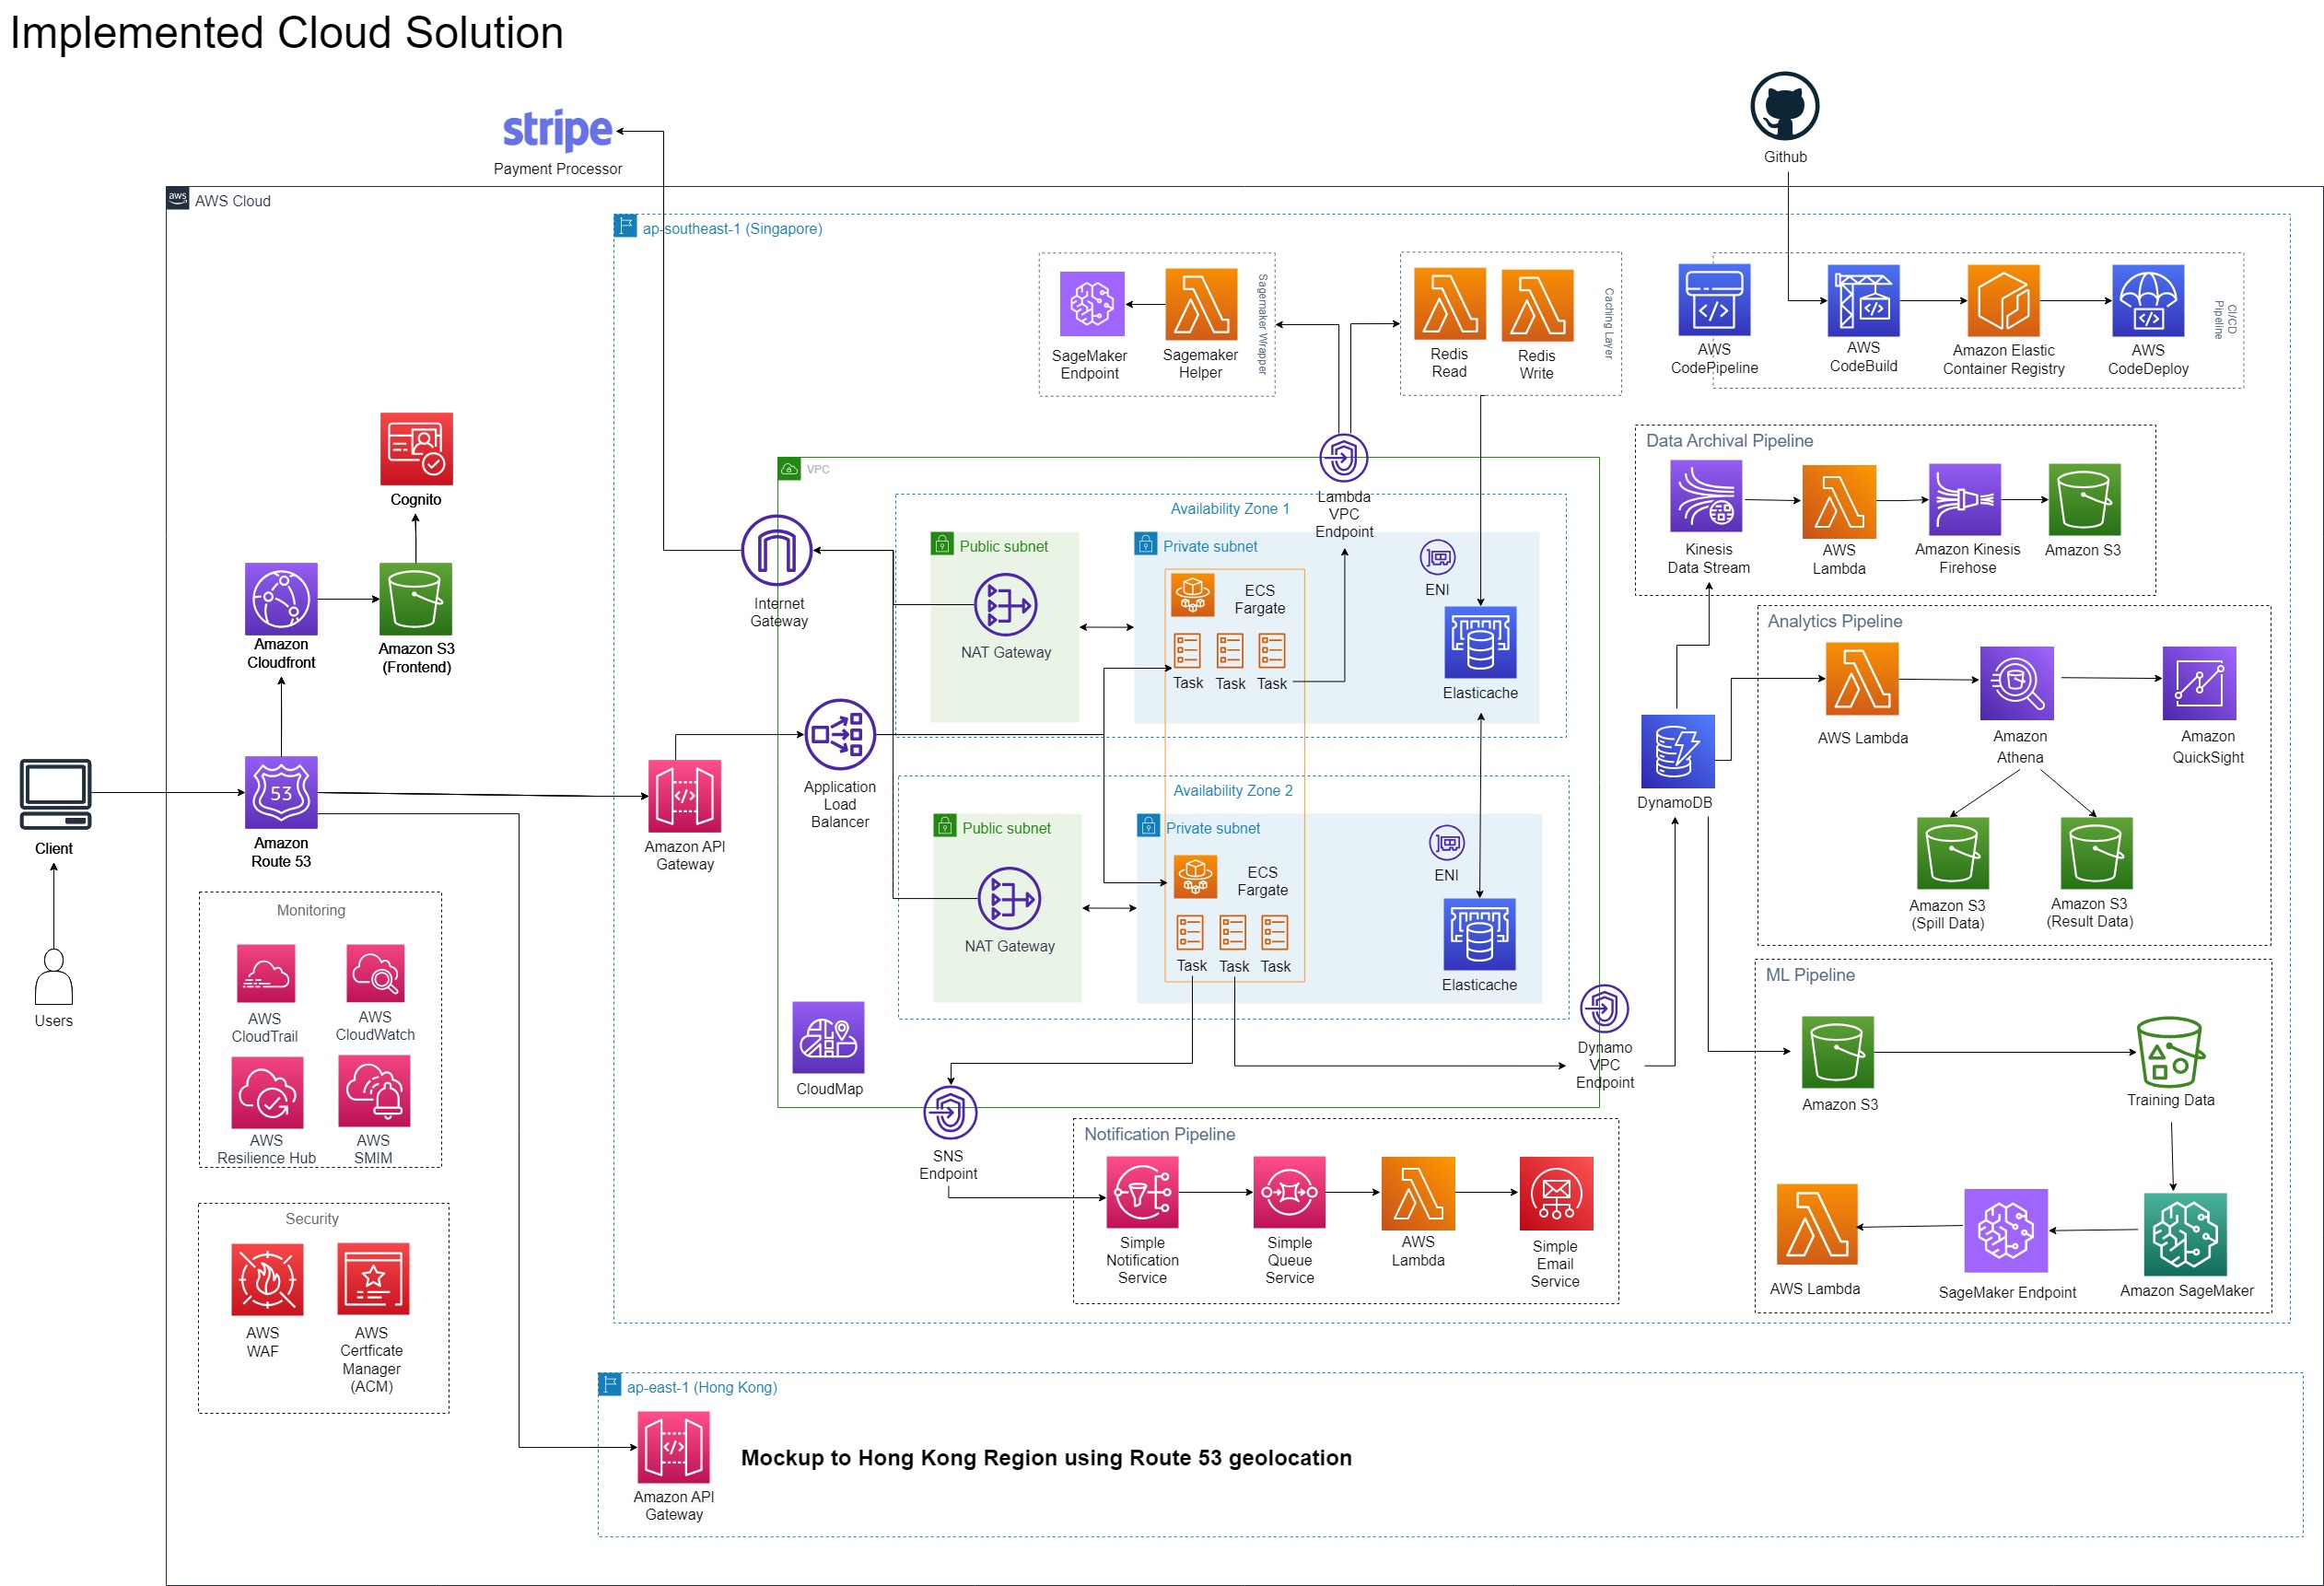 Implemented Cloud Solution
stripe
Payment Processor
Github
aws
AWS Cloud
ap-southeast-1 (Singapore)
SageMaker
Endpoint
Sagemaker
Helper
Sagemaker Wrapper
Redis
Read
Redis
Write
Caching Layer
AWS
CodePipeline
AWS
CodeBuild
Amazon Elastic
Container Registry
AWS
CodeDeploy
CI/CD
Pipeline
Cognito
Amazon
Cloudfront
Amazon S3
(Frontend)
53
Amazon
Route 53
Client
Users
Monitoring
AWS
CloudTrail
AWS
CloudWatch
AWS
Resilience Hub
AWS
SMIM
Security
AWS
WAF
AWS
Certficate
Manager
(ACM)
Amazon API
Gateway
VPC
Internet
Gateway
Application
Load
Balancer
CloudMap
Lambda
VPC
Endpoint
Availability Zone 1
Public subnet
NAT Gateway
Private subnet
ECS
Fargate
Task
Task
Task
ENI
Elasticache
Availability Zone 2
Public subnet
NAT Gateway
Private subnet
ECS
Fargate
Task
Task
Task
ENI
Elasticache
Dynamo
VPC
Endpoint
SNS
Endpoint
Notification Pipeline
Simple
Notification
Service
Simple
Queue
Service
AWS
Lambda
Simple
Email
Service
DynamoDB
Data Archival Pipeline
Kinesis
Data Stream
AWS
Lambda
Amazon Kinesis
Firehose
Amazon S3
Analytics Pipeline
AWS Lambda
Amazon
Athena
Amazon
QuickSight
Amazon S3
(Spill Data)
Amazon S3
(Result Data)
ML Pipeline
Amazon S3
Training Data
AWS Lambda
SageMaker Endpoint
Amazon SageMaker
ap-east-1 (Hong Kong)
Amazon API
Gateway
Mockup to Hong Kong Region using Route 53 geolocation